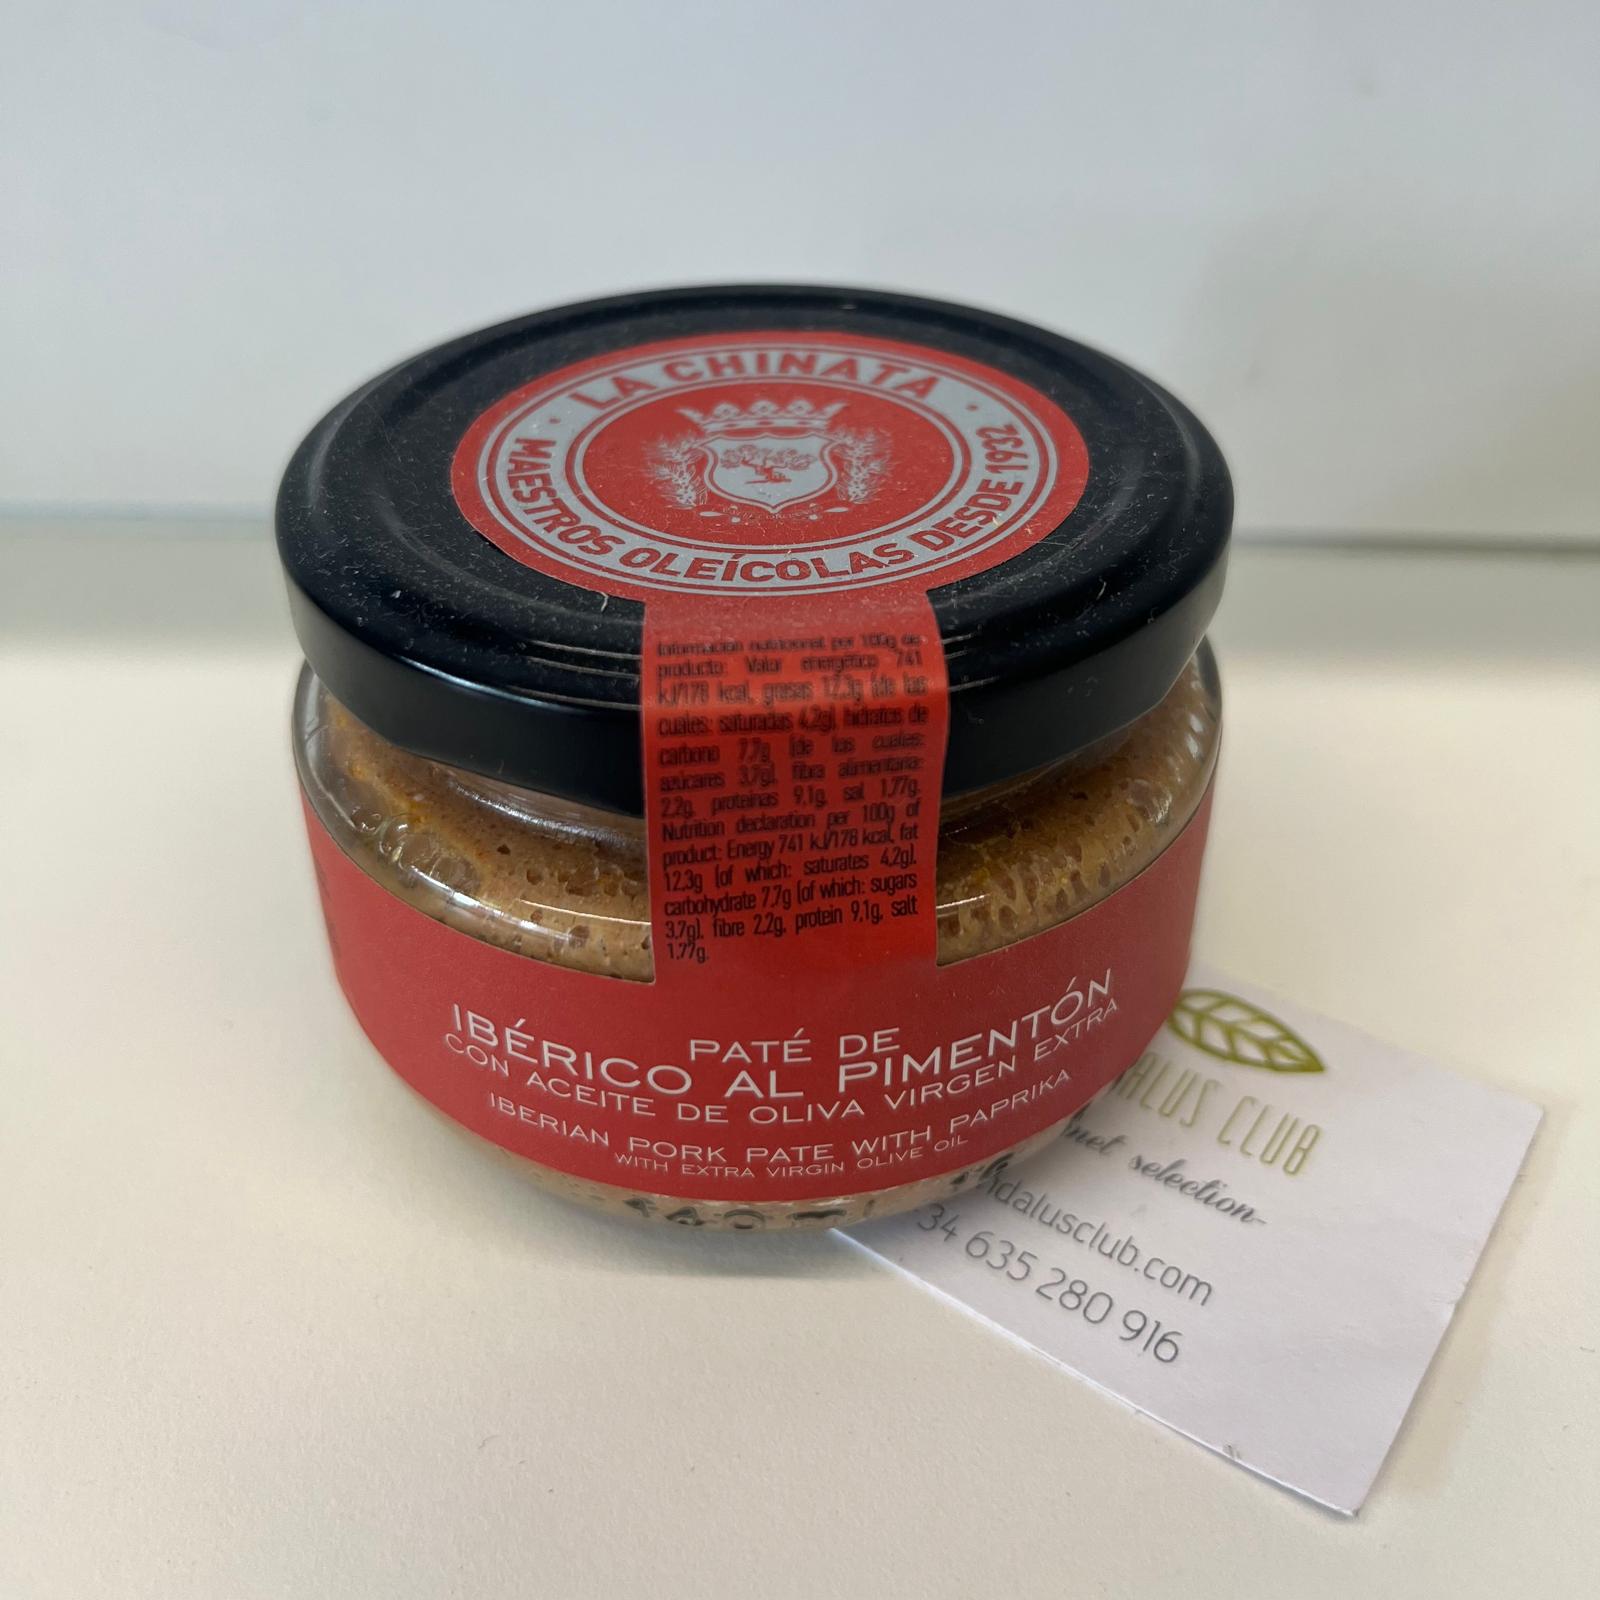 LA CHINATA
MAESTROS OLEÍCOLAS DESDE 1932
Información nutricional per 100g de
producto: Valor energético 741
kJ/178 kcal, grasas 12,3g (de las
cuales: saturadas 4,2g), hidratos de
carbono 7,7g (de los cuales:
azúcares 3,7g), fibra alimentaria:
2,2g, proteínas 9,1g, sal 1,77g.
Nutrition declaration per 100g of
product: Energy 741 kJ/178 kcal, fat
12,3g (of which: saturates 4,2g),
carbohydrate 7,7g (of which: sugars
3,7g), fibre 2,2g, protein 9,1g, salt
1,77g.
PATÉ DE
IBÉRICO AL PIMENTÓN
CON ACEITE DE OLIVA VIRGEN EXTRA
IBERIAN PORK PATE WITH PAPRIKA
WITH EXTRA VIRGIN OLIVE OIL
ALUS CLUB
selection-
dalusclub.com
34 635 280 916